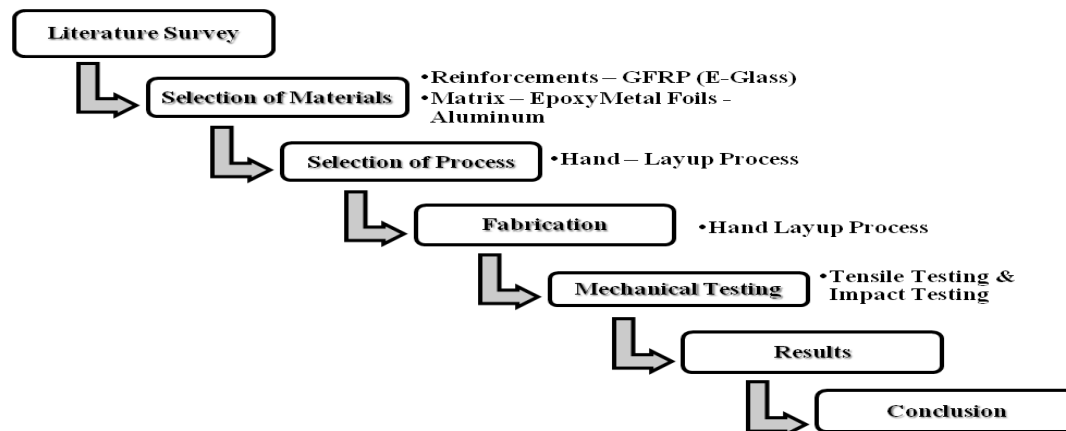 Literature Survey
Selection of Materials
•Reinforcements – GFRP (E-Glass)
•Matrix – EpoxyMetal Foils -
Aluminum
Selection of Process
•Hand – Layup Process
Fabrication
•Hand Layup Process
Mechanical Testing
•Tensile Testing &
Impact Testing
Results
Conclusion